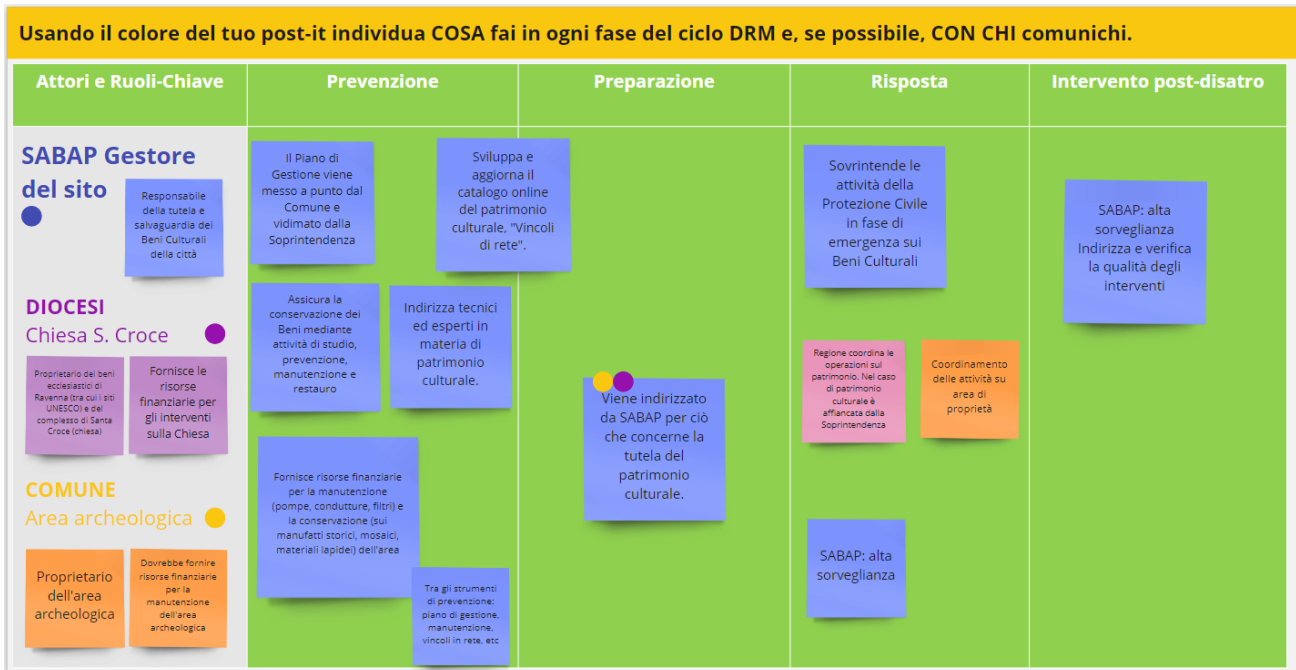 Usando il colore del tuo post-it individua COSA fai in ogni fase del ciclo DRM e, se possibile, CON CHI comunichi.
Attori e Ruoli-Chiave
Prevenzione
Preparazione
Risposta
Intervento post-disatro
SABAP Gestore
del sito
Responsabile
della tutela e
salvaguardia dei
Beni Culturali
della città
DIOCESI
Chiesa S. Croce
Proprietario dei beni
ecclesiastici di
Ravenna (tra cui i siti
UNESCO) e del
complesso di Santa
Croce (chiesa)
Fornisce le
risorse
finanziarie per
gli interventi
sulla Chiesa
COMUNE
Area archeologica
Proprietario
dell'area
archeologica
Dovrebbe fornire
risorse finanziarie
per la
manutenzione
dell'area
archeologica
Il Piano di
Gestione viene
messo a punto dal
Comune e
vidimato dalla
Soprintendenza
Sviluppa e
aggiorna il
catalogo online
del patrimonio
culturale, "Vincoli
di rete".
Assicura la
conservazione dei
Beni mediante
attività di studio,
prevenzione,
manutenzione e
restauro
Indirizza tecnici
ed esperti in
materia di
patrimonio
culturale.
Fornisce risorse finanziarie
per la manutenzione
(pompe, condutture, filtri) e
la conservazione (sui
manufatti storici, mosaici,
materiali lapidei) dell'area
Tra gli strumenti
di prevenzione:
piano di gestione,
manutenzione,
vincoli in rete, etc
Viene indirizzato
da SABAP per ciò
che concerne la
tutela del
patrimonio
culturale.
Sovrintende le
attività della
Protezione Civile
in fase di
emergenza sui
Beni Culturali
Regione coordina le
operazioni sul
patrimonio. Nel caso
di patrimonio
culturale è
affiancata dalla
Soprintendenza
Coordinamento
delle attività su
area di
proprietà
SABAP: alta
sorveglianza
SABAP: alta
sorveglianza
Indirizza e verifica
la qualità degli
interventi